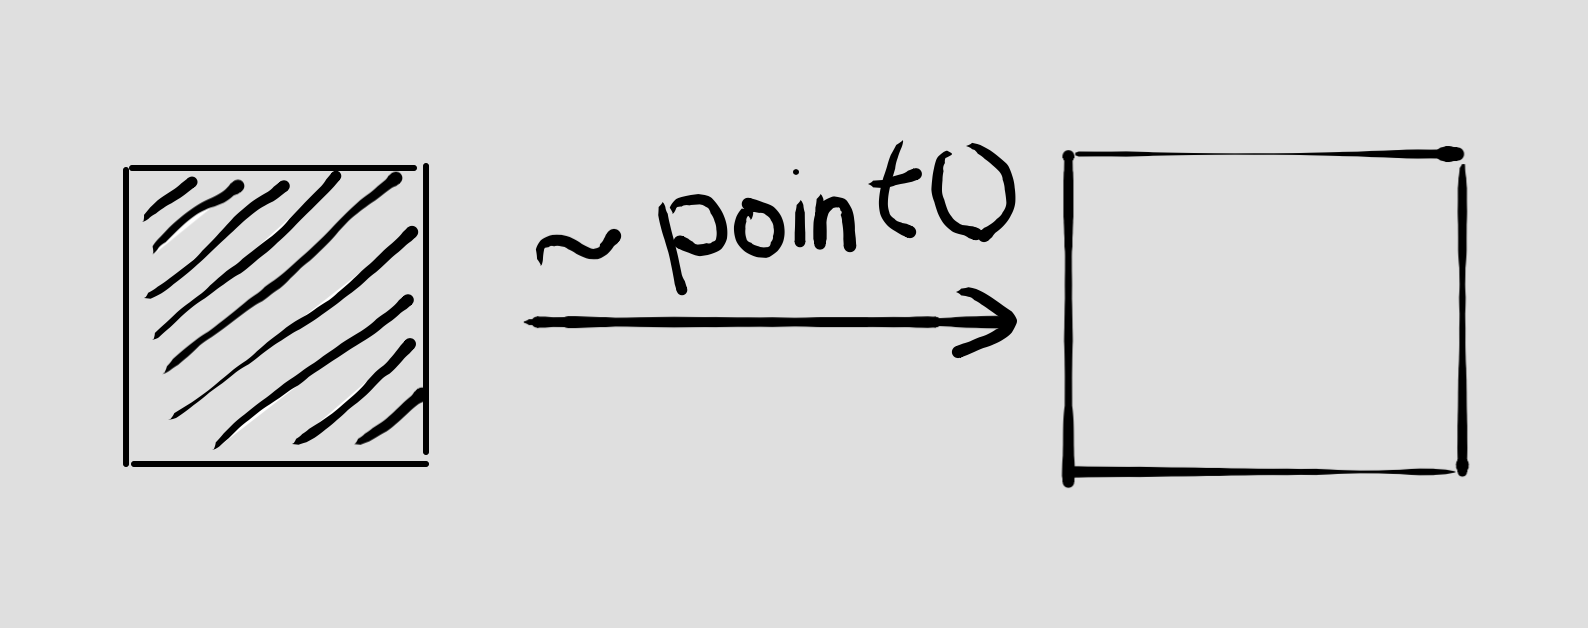 ~ point()